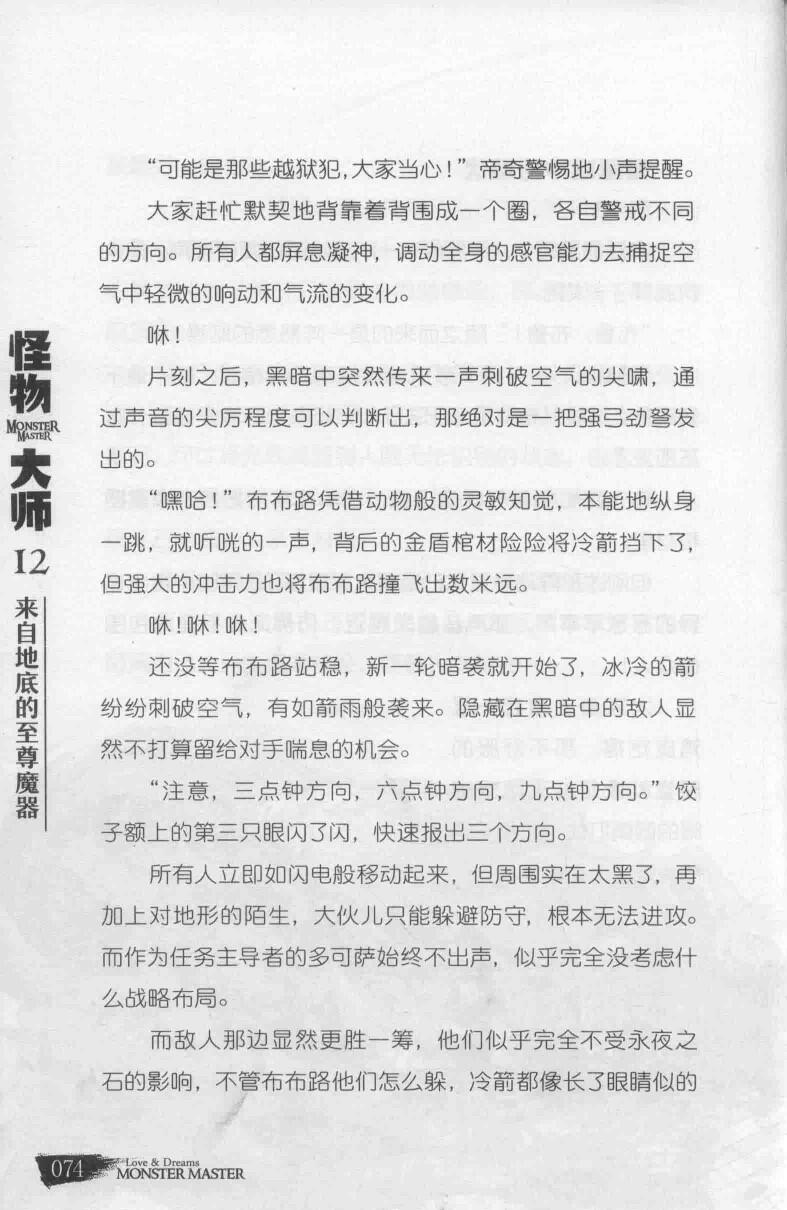 “可能是那些越狱犯,大家当心!”帝奇警惕地小声提醒。
大家赶忙默契地背靠着背围成一个圈，各自警戒不同
的方向。所有人都屏息凝神，调动全身的感官能力去捕捉空
气中轻微的响动和气流的变化。
咻!
片刻之后，黑暗中突然传来一声刺破空气的尖啸，通
过声音的尖厉程度可以判断出，那绝对是一把强弓劲弩发
出的。
“嘿哈!”布布路凭借动物般的灵敏知觉，本能地纵身
一跳，就听咣的一声，背后的金盾棺材险险将冷箭挡下了,
但强大的冲击力也将布布路撞飞出数米远。
咻!咻!咻!
还没等布布路站稳，新一轮暗袭就开始了，冰冷的箭
纷纷刺破空气，有如箭雨般袭来。隐藏在黑暗中的敌人显
然不打算留给对手喘息的机会。
“注意，三点钟方向，六点钟方向，九点钟方向。”饺
子额上的第三只眼闪了闪，快速报出三个方向。
所有人立即如闪电般移动起来，但周围实在太黑了，再
加上对地形的陌生，大伙儿只能躲避防守，根本无法进攻。
而作为任务主导者的多可萨始终不出声，似乎完全没考虑什
么战略布局。
而敌人那边显然更胜一筹，他们似乎完全不受永夜之
石的影响，不管布布路他们怎么躲，冷箭都像长了眼睛似的
怪物
MONSTER
MASTER
大师
12
来自地底的至尊魔器
074
Love & Dreams
MONSTER MASTER